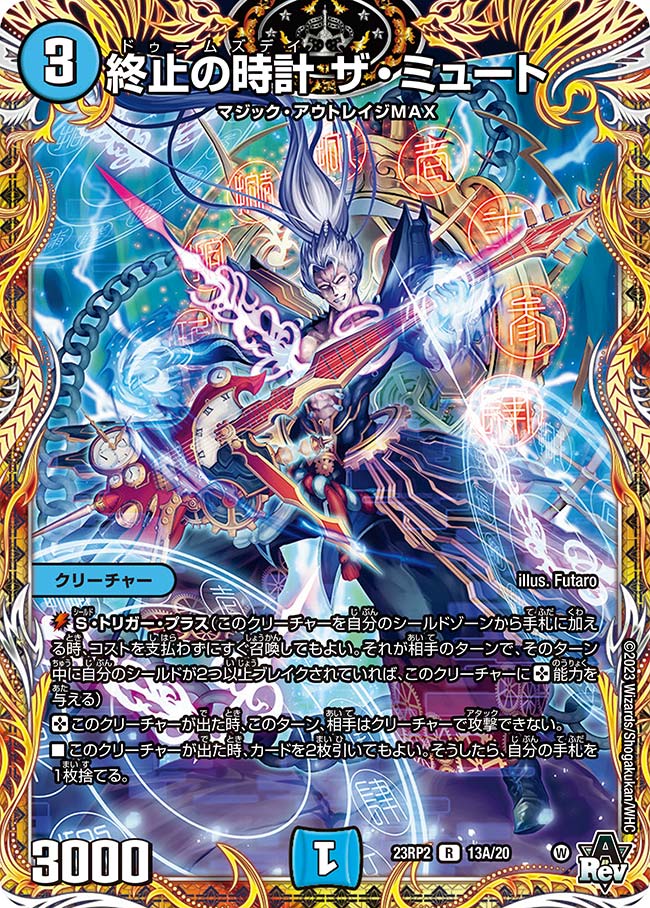 3
ドゥームズデイ
終止の時計 ザ・ミュート
マジック・アウトレイジMAX
壱
弐
参
肆
クリーチャー
illus. Futaro
S・トリガー・プラス(このクリーチャーを自分のシールドゾーンから手札に加え
る時、コストを支払わずにすぐ召喚してもよい。それが相手のターンで、そのターン
中に自分のシールドが2つ以上ブレイクされていれば、このクリーチャーに 能力を
与える)
このクリーチャーが出た時、このターン、相手はクリーチャーで攻撃できない。
■このクリーチャーが出た時、カードを2枚引いてもよい。そうしたら、自分の手札を
1枚捨てる。
©2023 Wizards/Shogakukan/WHC
3000
1
23RP2 R 13A/20
W
A
Rev